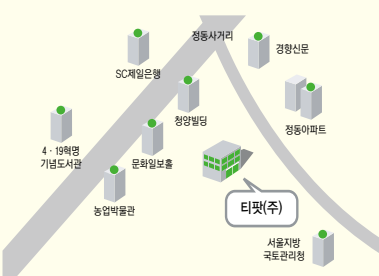 정동사거리
경향신문
SC제일은행
청양빌딩
정동아파트
4·19혁명
기념도서관
문화일보홀
농업박물관
티팟(주)
서울지방
국토관리청